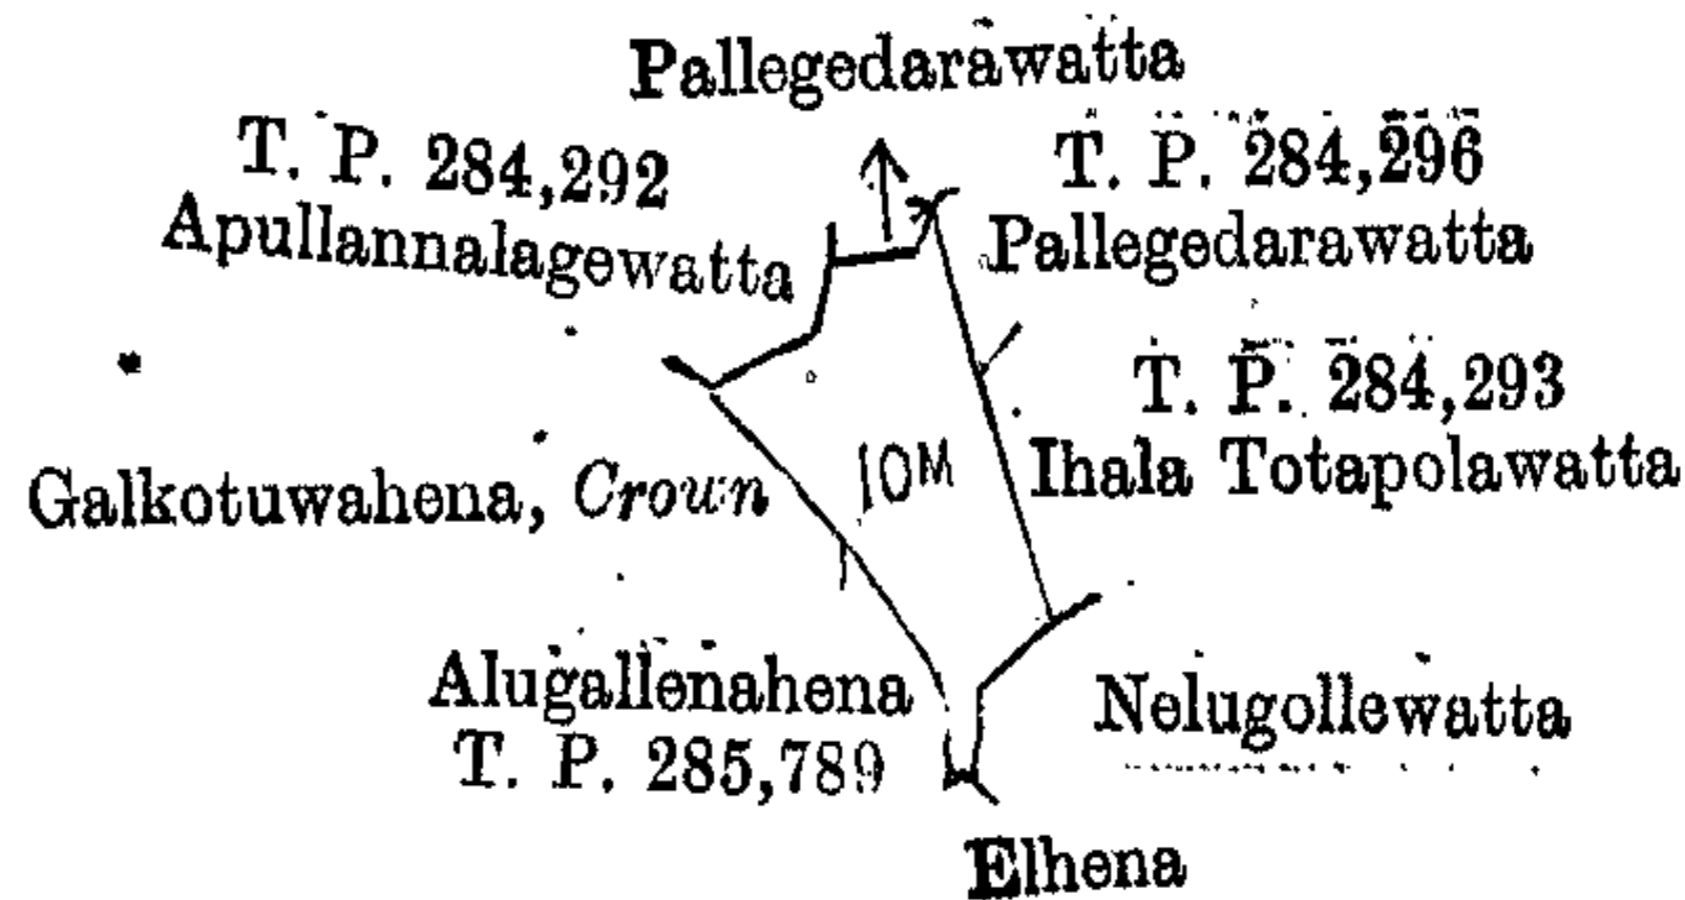 Pallegedarawatta
T. P. 284,292
Apullannalagewatta
T. P. 284,296
Pallegedarawatta
T. P. 284,293
Ihala Totapolawatta
10M
Galkotuwahena, Crown
Alugallenahena
T. P. 285,789
Nelugollewatta
Elhena